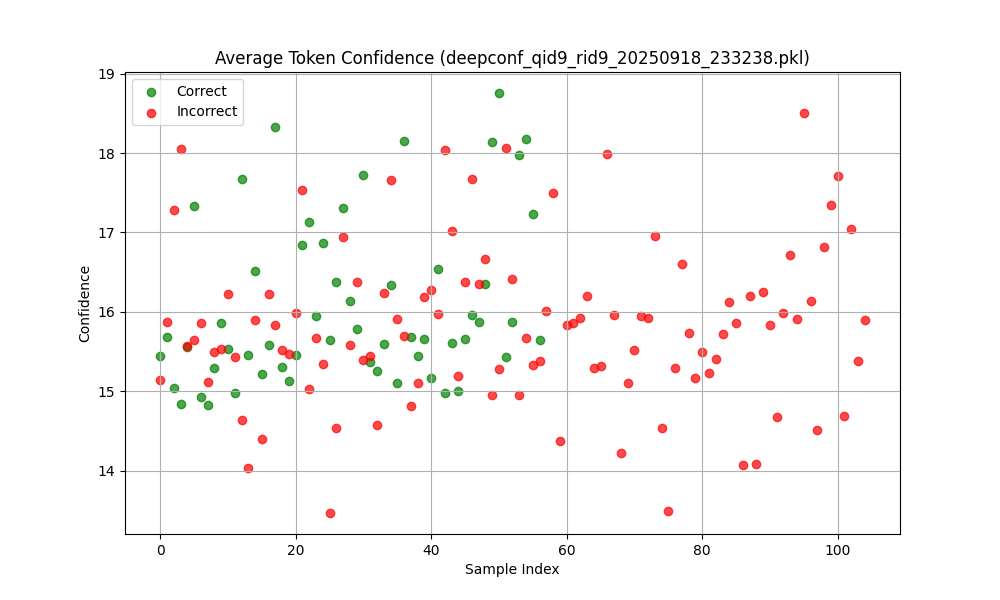 Average Token Confidence (deepconf_qid9_rid9_20250918_233238.pkl)
Correct
Incorrect
19
18
17
16
15
14
Confidence
0 20 40 60 80 100
Sample Index